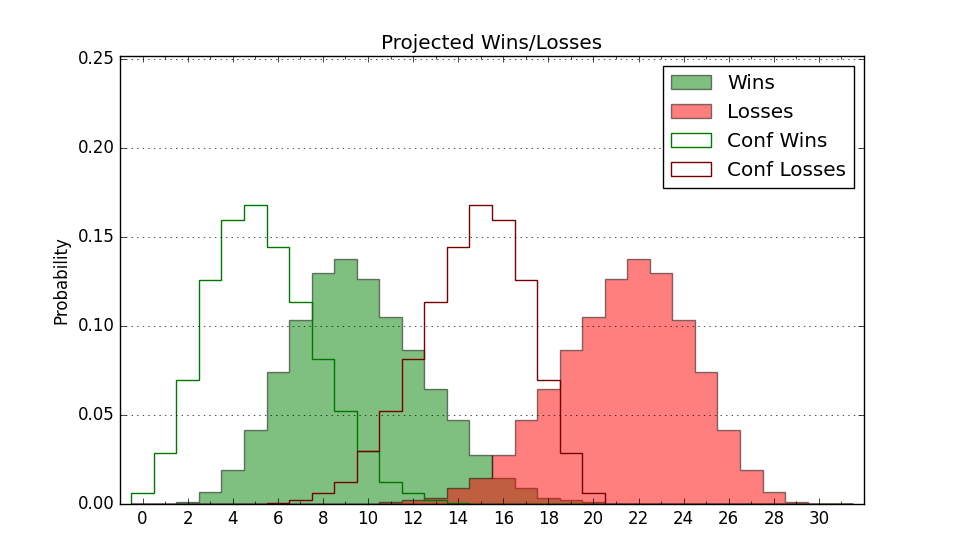 Projected Wins/Losses
0.25
0.20
0.15
0.10
0.05
0.00
Probability
Wins
Losses
Conf Wins
Conf Losses
0 2 4 6 8 10 12 14 16 18 20 22 24 26 28 30